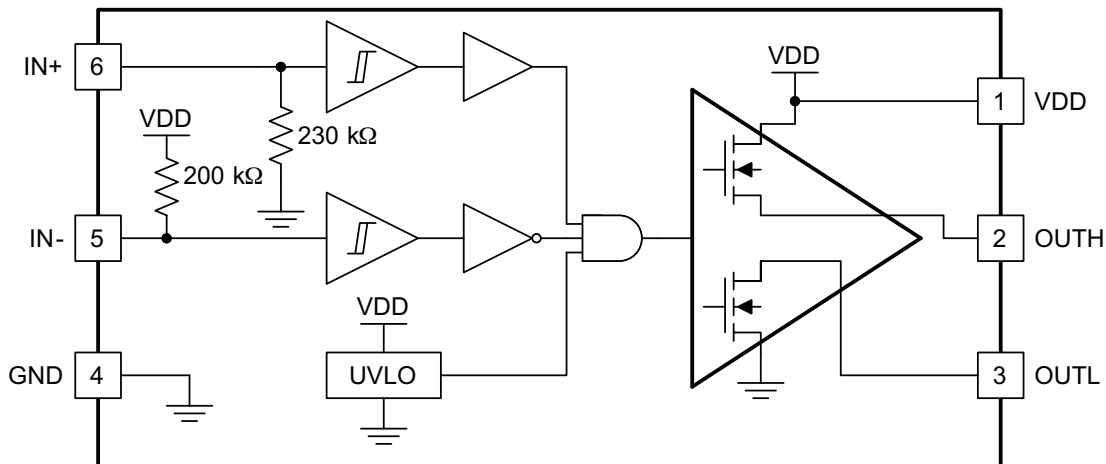 IN+
6
VDD
230 kΩ
200 kΩ
IN-
5
VDD
1
VDD
2
OUTH
VDD
UVLO
GND
4
3
OUTL